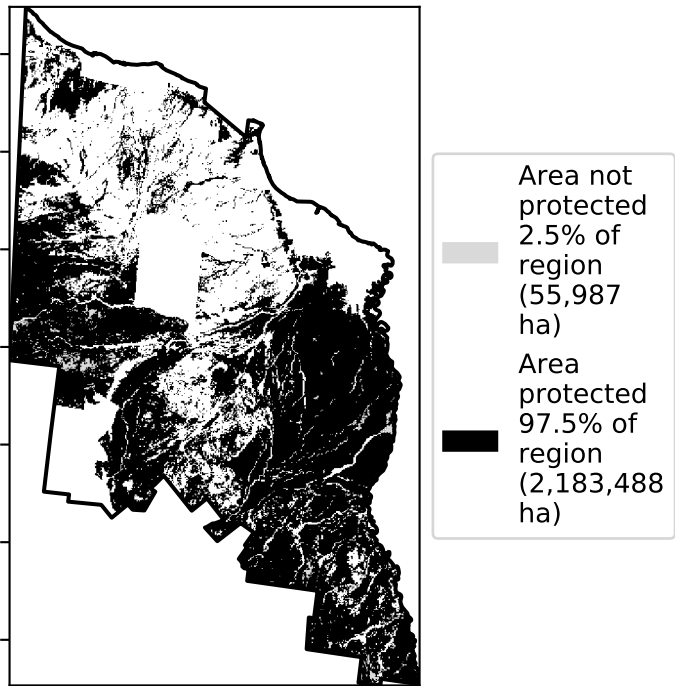 Area not
protected
2.5% of
region
(55,987
ha)
Area
protected
97.5% of
region
(2,183,488
ha)